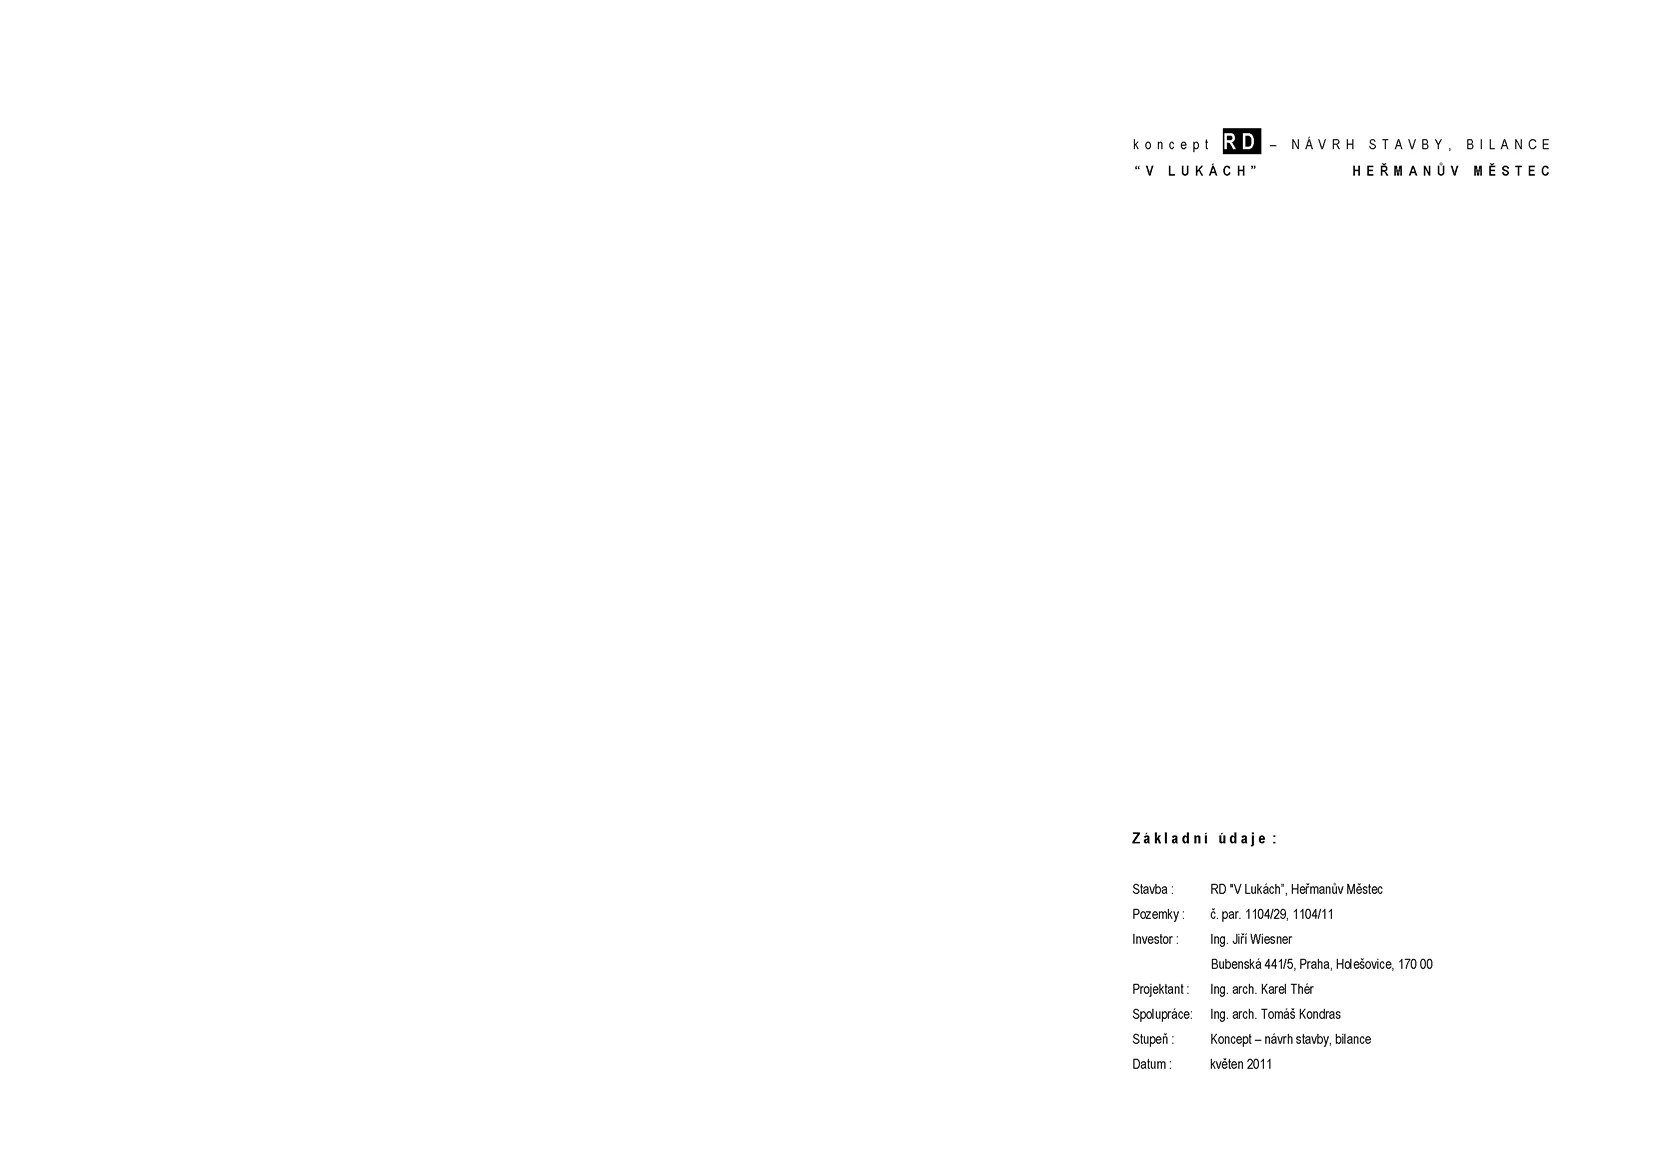 koncept RD – NÁVRH STAVBY, BILANCE
“V LUKÁCH” HEŘMANŮV MĚSTEC
Základní údaje :
Stavba : RD "V Lukách”, Heřmanův Městec
Pozemky : č. par. 1104/29, 1104/11
Investor : Ing. Jiří Wiesner
Bubenská 441/5, Praha, Holešovice, 170 00
Projektant : Ing. arch. Karel Thér
Spolupráce: Ing. arch. Tomáš Kondras
Stupeň : Koncept – návrh stavby, bilance
Datum : květen 2011